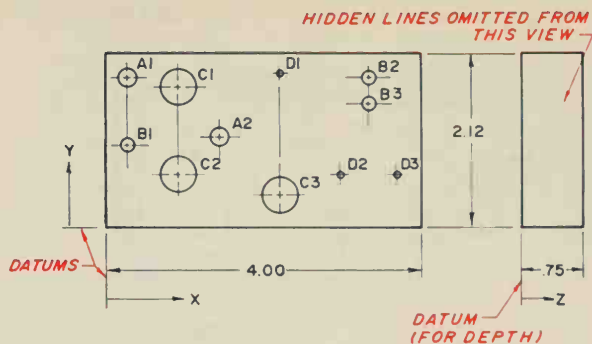 HIDDEN LINES OMITTED FROM
THIS VIEW
A1
C1
D1
B2
B3
B1
A2
C2
C3
D2
D3
2.12
Y
DATUMS
4.00
X
.75
Z
DATUM
(FOR DEPTH)